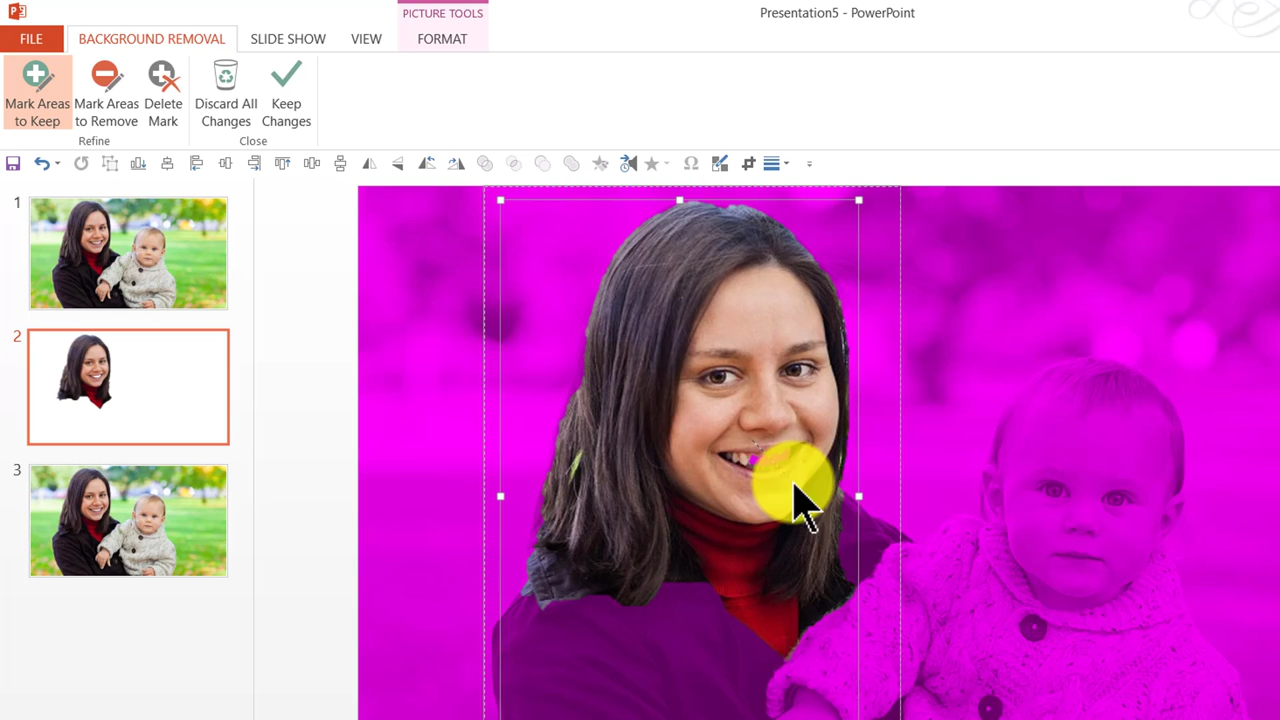 PICTURE TOOLS
Presentation5 - PowerPoint
FILE
BACKGROUND REMOVAL
SLIDE SHOW
VIEW
FORMAT
Mark Areas
to Keep
Mark Areas
to Remove
Delete
Mark
Discard All
Changes
Keep
Changes
Refine
Close
1
2
3